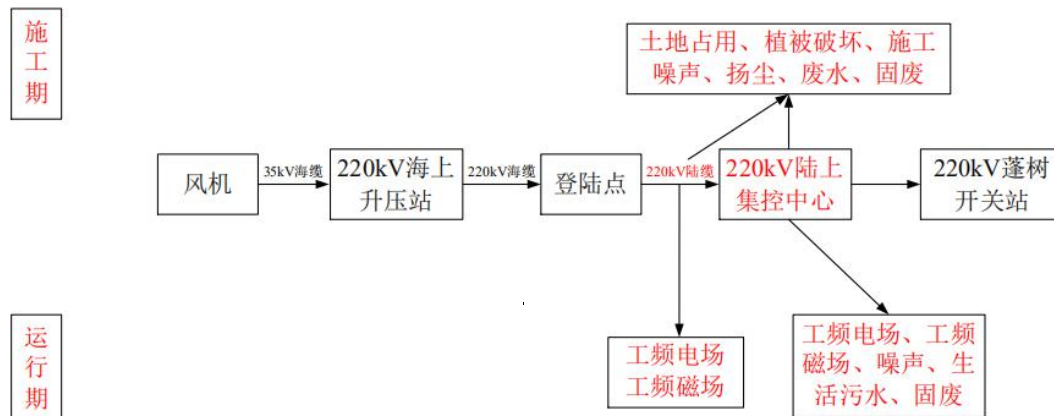 施
工
期
土地占用、植被破坏、施工
噪声、扬尘、废水、固废
风机
35kV海缆
220kV海上
升压站
220kV海缆
登陆点
220kV陆缆
220kV陆上
集控中心
220kV蓬树
开关站
运
行
期
工频电场
工频磁场
工频电场、工频
磁场、噪声、生
活污水、固废